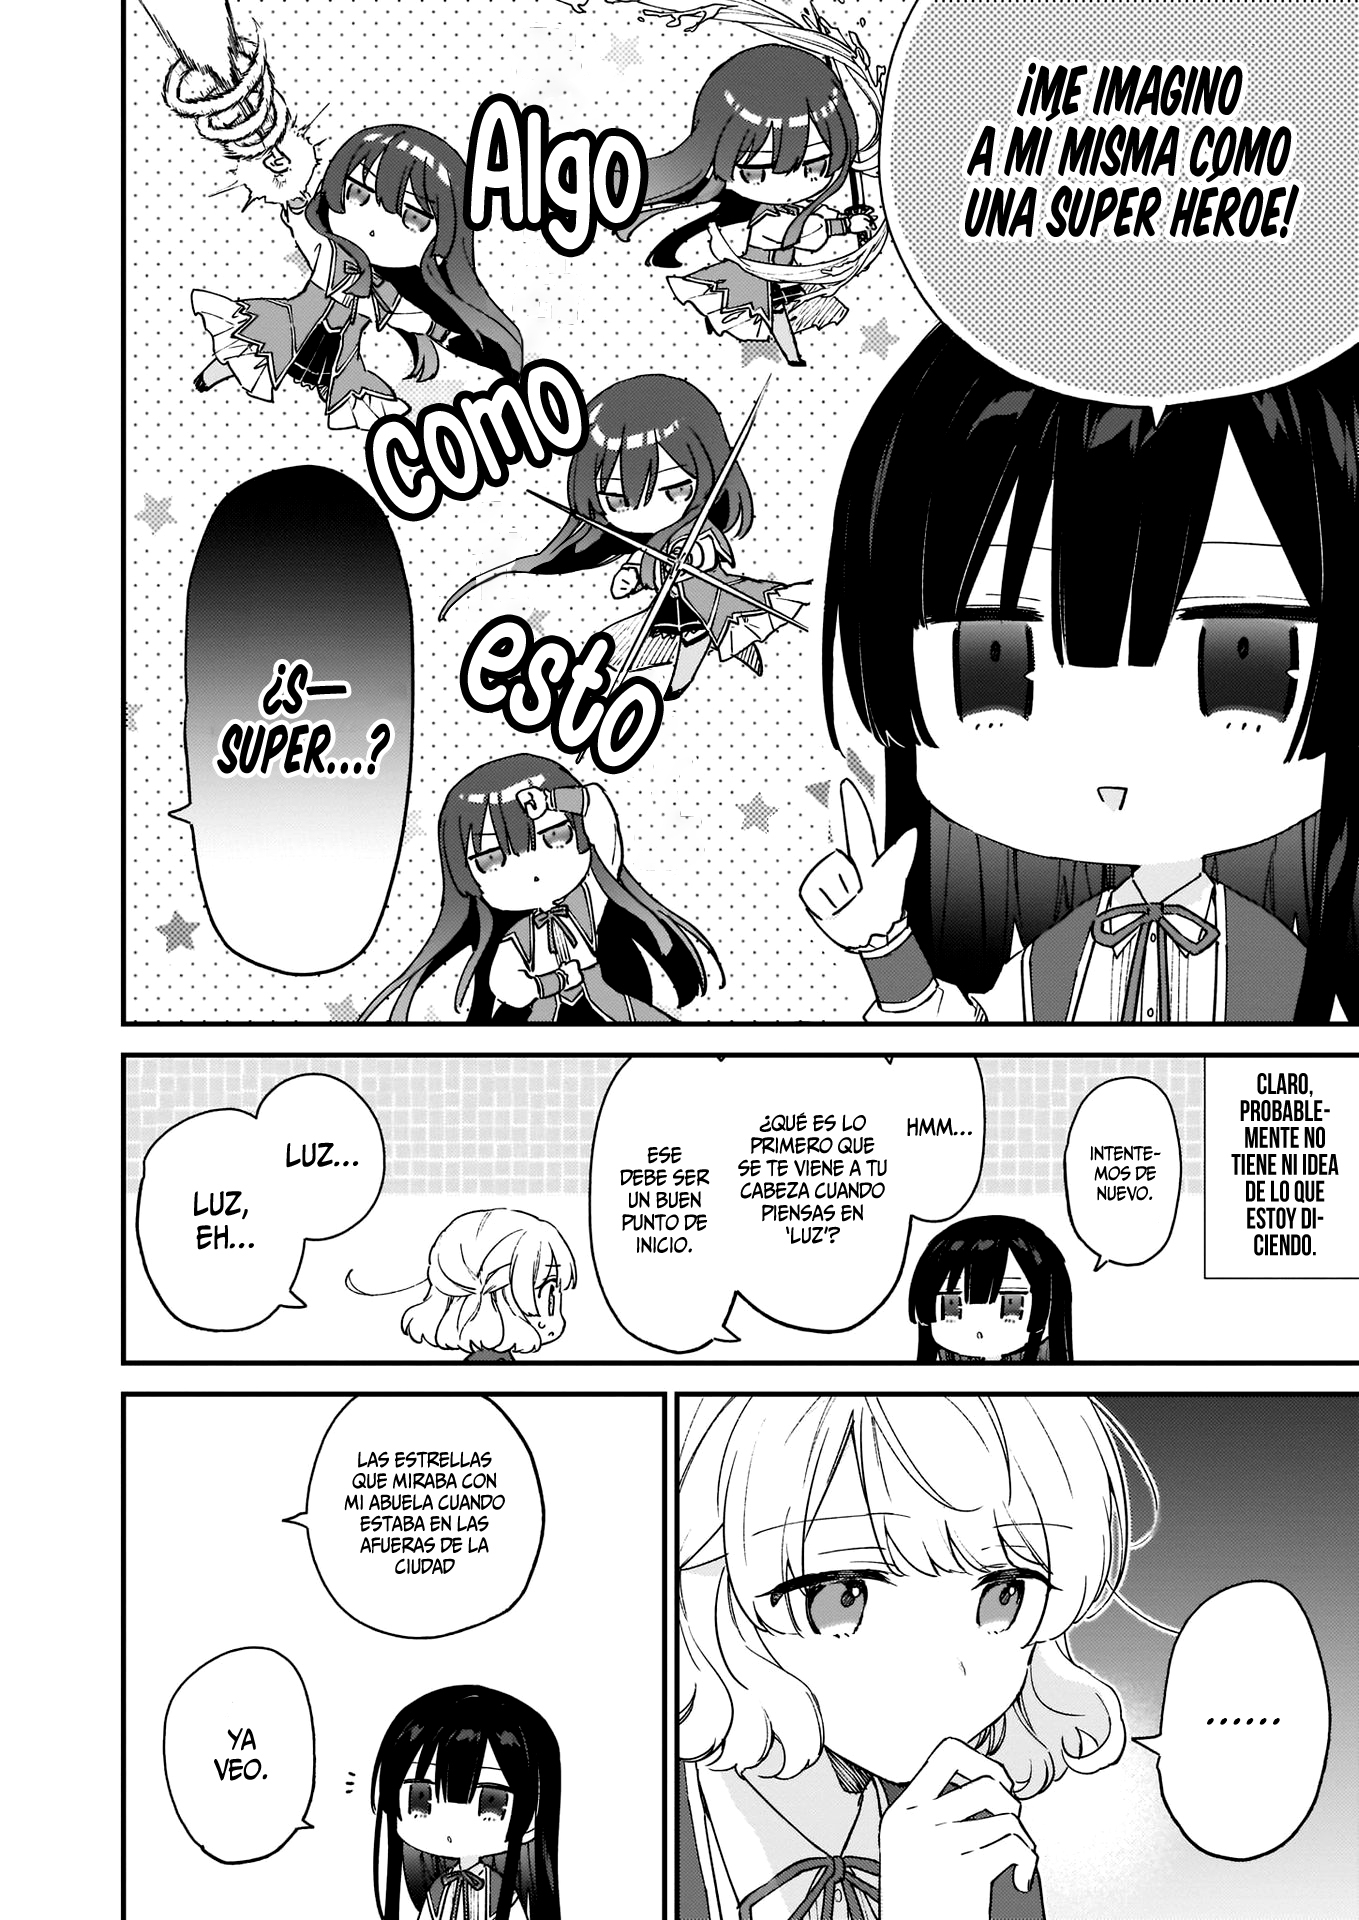 ¡ME IMAGINO
A MÍ MISMA COMO
UNA SUPER HÉROE!
Algo
como
esto
¿S—
SUPER...?
CLARO,
PROBABLE-
MENTE NO
TIENE NI IDEA
DE LO QUE
ESTOY DI-
CIENDO.
INTENTE-
MOS DE
NUEVO.
HMM...
¿QUÉ ES LO
PRIMERO QUE
SE TE VIENE A TU
CABEZA CUANDO
PIENSAS EN
'LUZ'?
ESE
DEBE SER
UN BUEN
PUNTO DE
INICIO.
LUZ...
LUZ,
EH...
......
LAS ESTRELLAS
QUE MIRABA CON
MI ABUELA CUANDO
ESTABA EN LAS
AFUERAS DE LA
CIUDAD
YA
VEO.